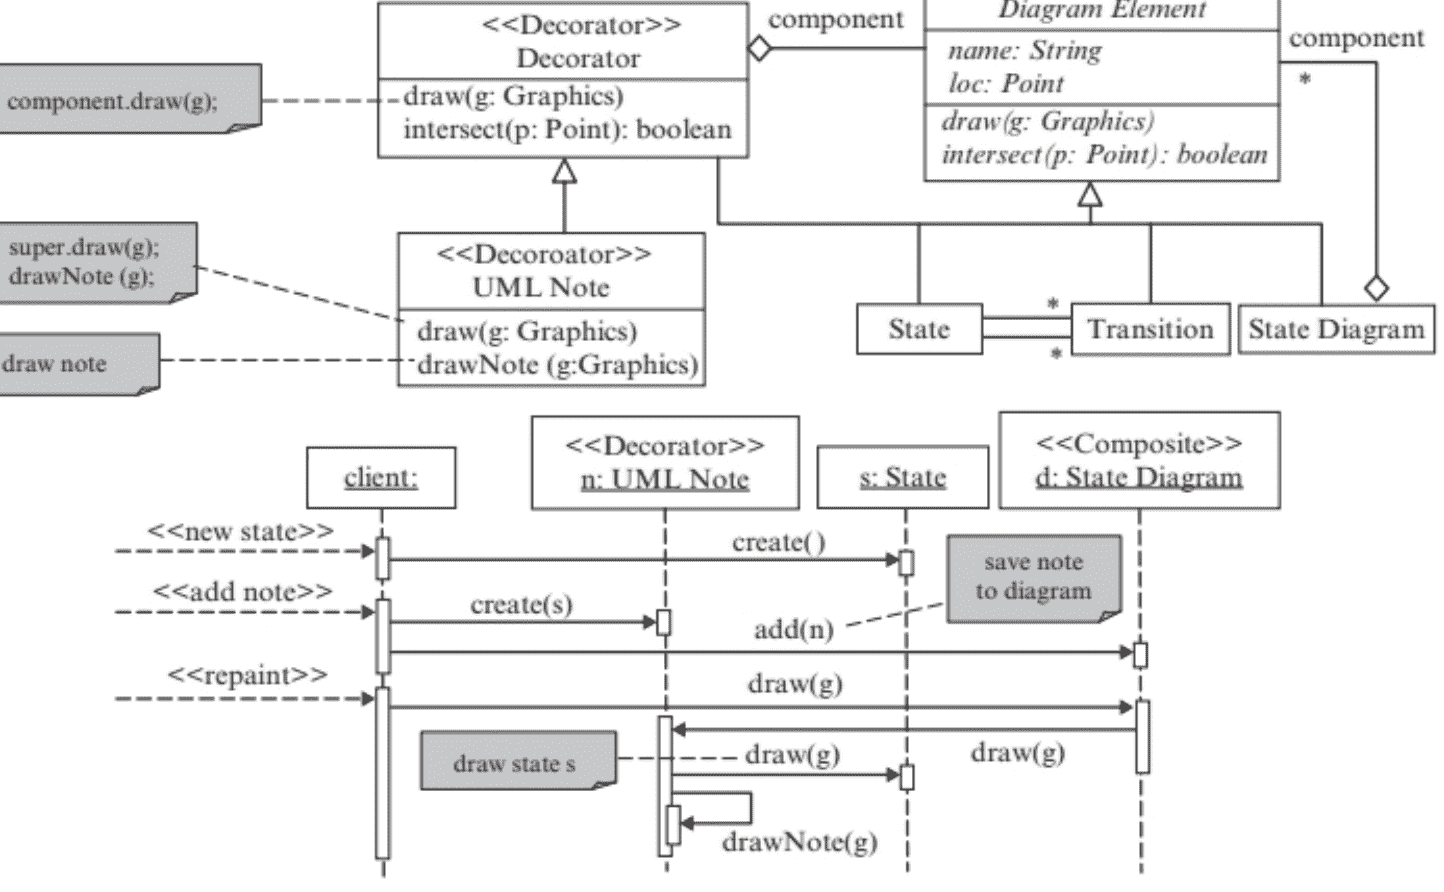 <<Decorator>>
Decorator
draw(g: Graphics)
intersect(p: Point): boolean
component.draw(g);
component
Diagram Element
name: String
loc: Point
draw(g: Graphics)
intersect(p: Point): boolean
component
*
super.draw(g);
drawNote (g);
draw note
<<Decoroator>>
UML Note
draw(g: Graphics)
drawNote (g:Graphics)
State
*
*
Transition
State Diagram
client:
<<Decorator>>
n: UML Note
s: State
<<Composite>>
d: State Diagram
<<new state>>
create()
save note
to diagram
<<add note>>
create(s)
add(n)
<<repaint>>
draw(g)
draw(g)
draw state s
draw(g)
drawNote(g)